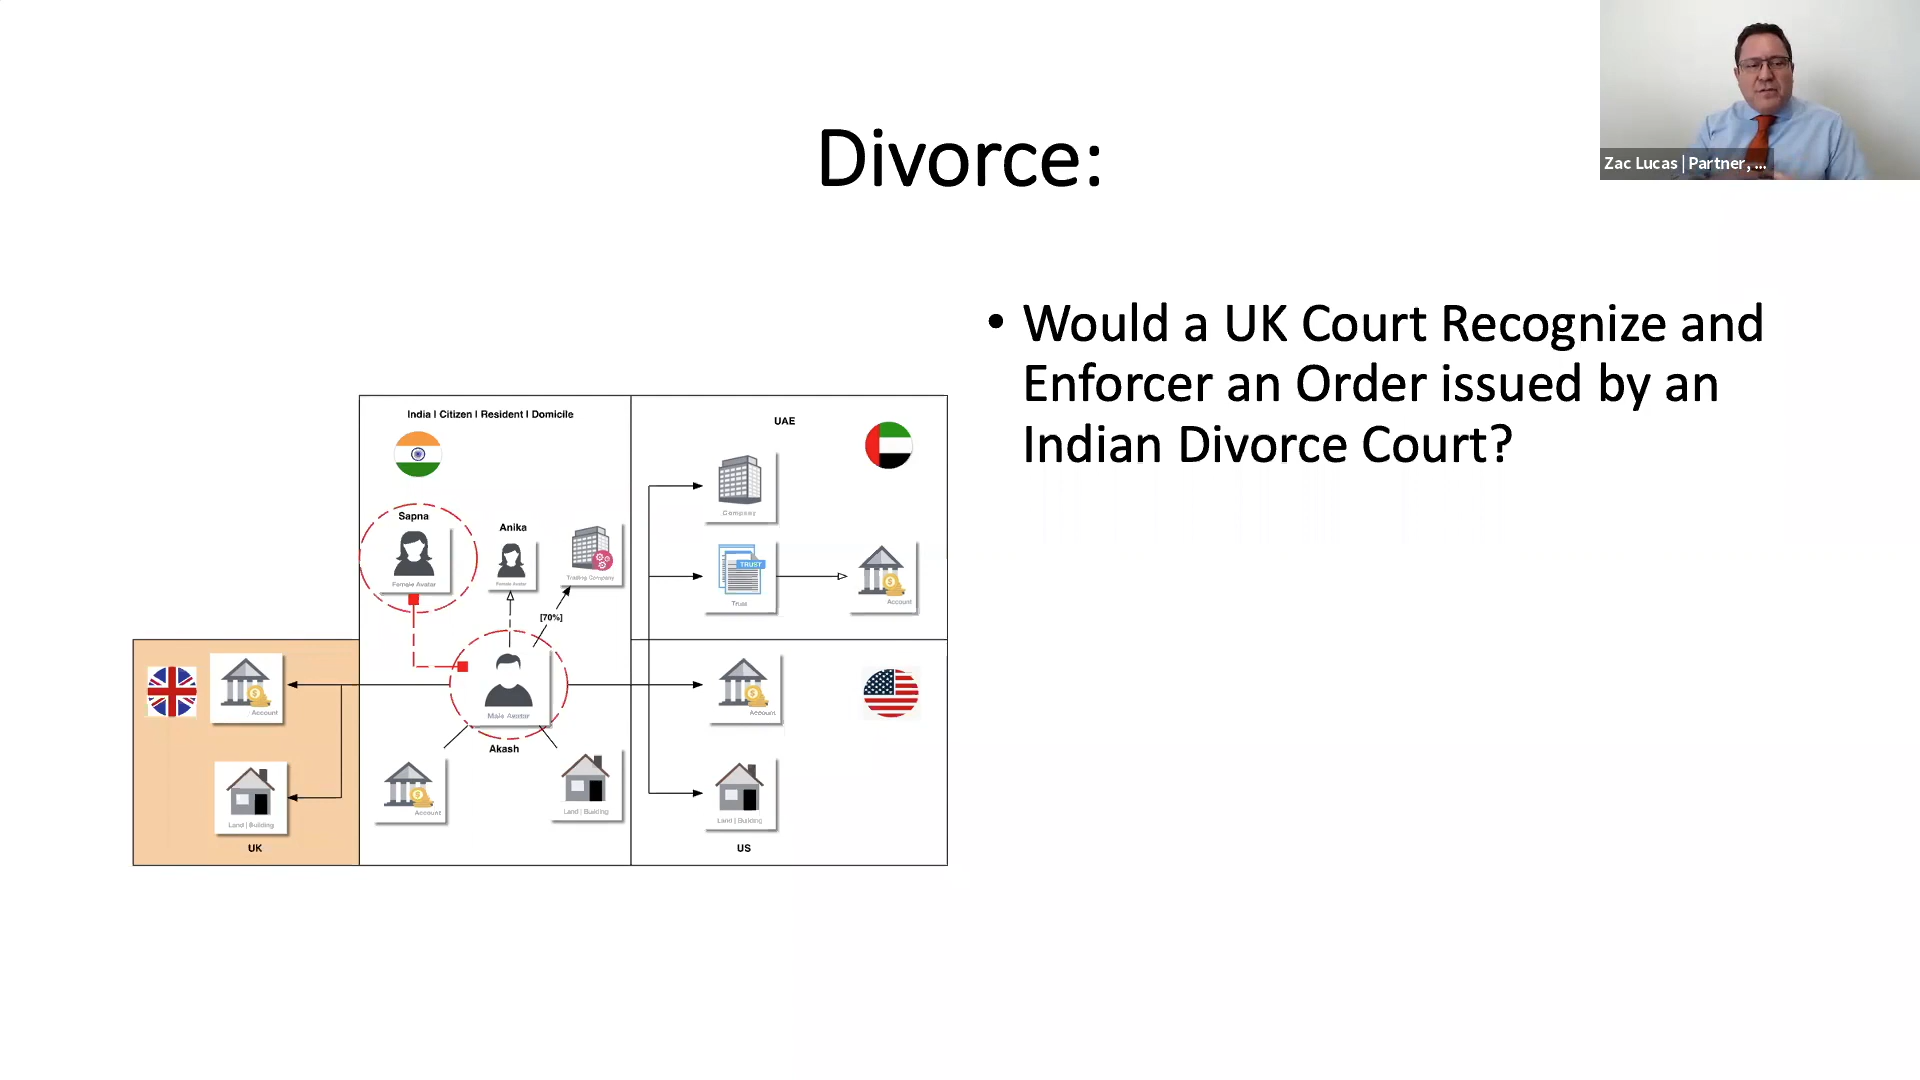 Zac Lucas | Partner, ...
Divorce:
• Would a UK Court Recognize and
Enforcer an Order issued by an
Indian Divorce Court?
India | Citizen | Resident | Domicile
UAE
Company
Sapna
Female Avatar
Anika
Female Avatar
Trading Company
TRUST
Trust
Account
[70%]
Account
Male Avatar
Account
Akash
Land | Building
UK
Account
Land | Building
Land | Building
US